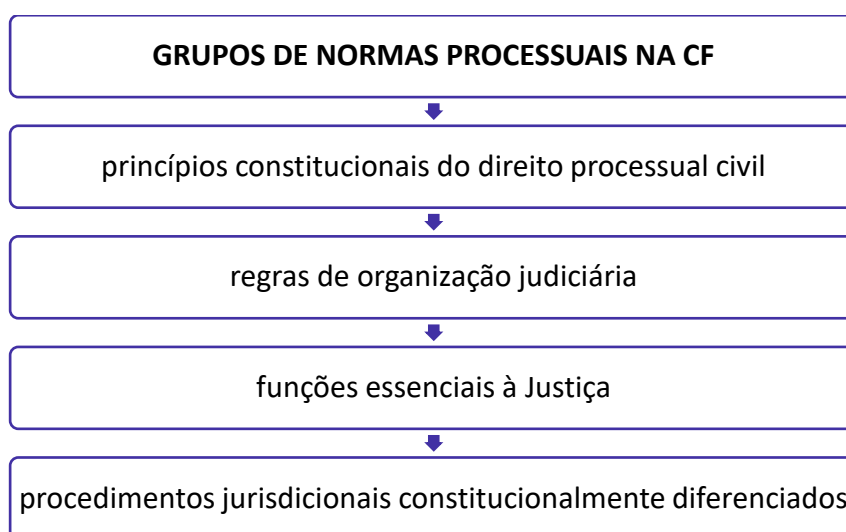 GRUPOS DE NORMAS PROCESSUAIS NA CF
princípios constitucionais do direito processual civil
regras de organização judiciária
funções essenciais à Justiça
procedimentos jurisdicionais constitucionalmente diferenciados